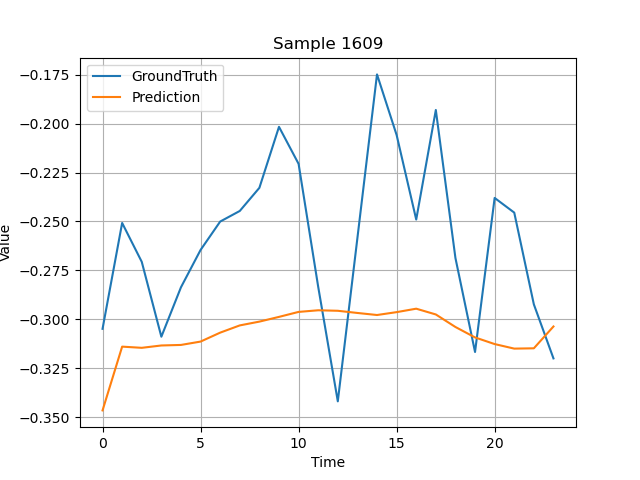 Sample 1609
GroundTruth
Prediction
−0.175
−0.200
−0.225
−0.250
−0.275
−0.300
−0.325
−0.350
Value
0 5 10 15 20
Time